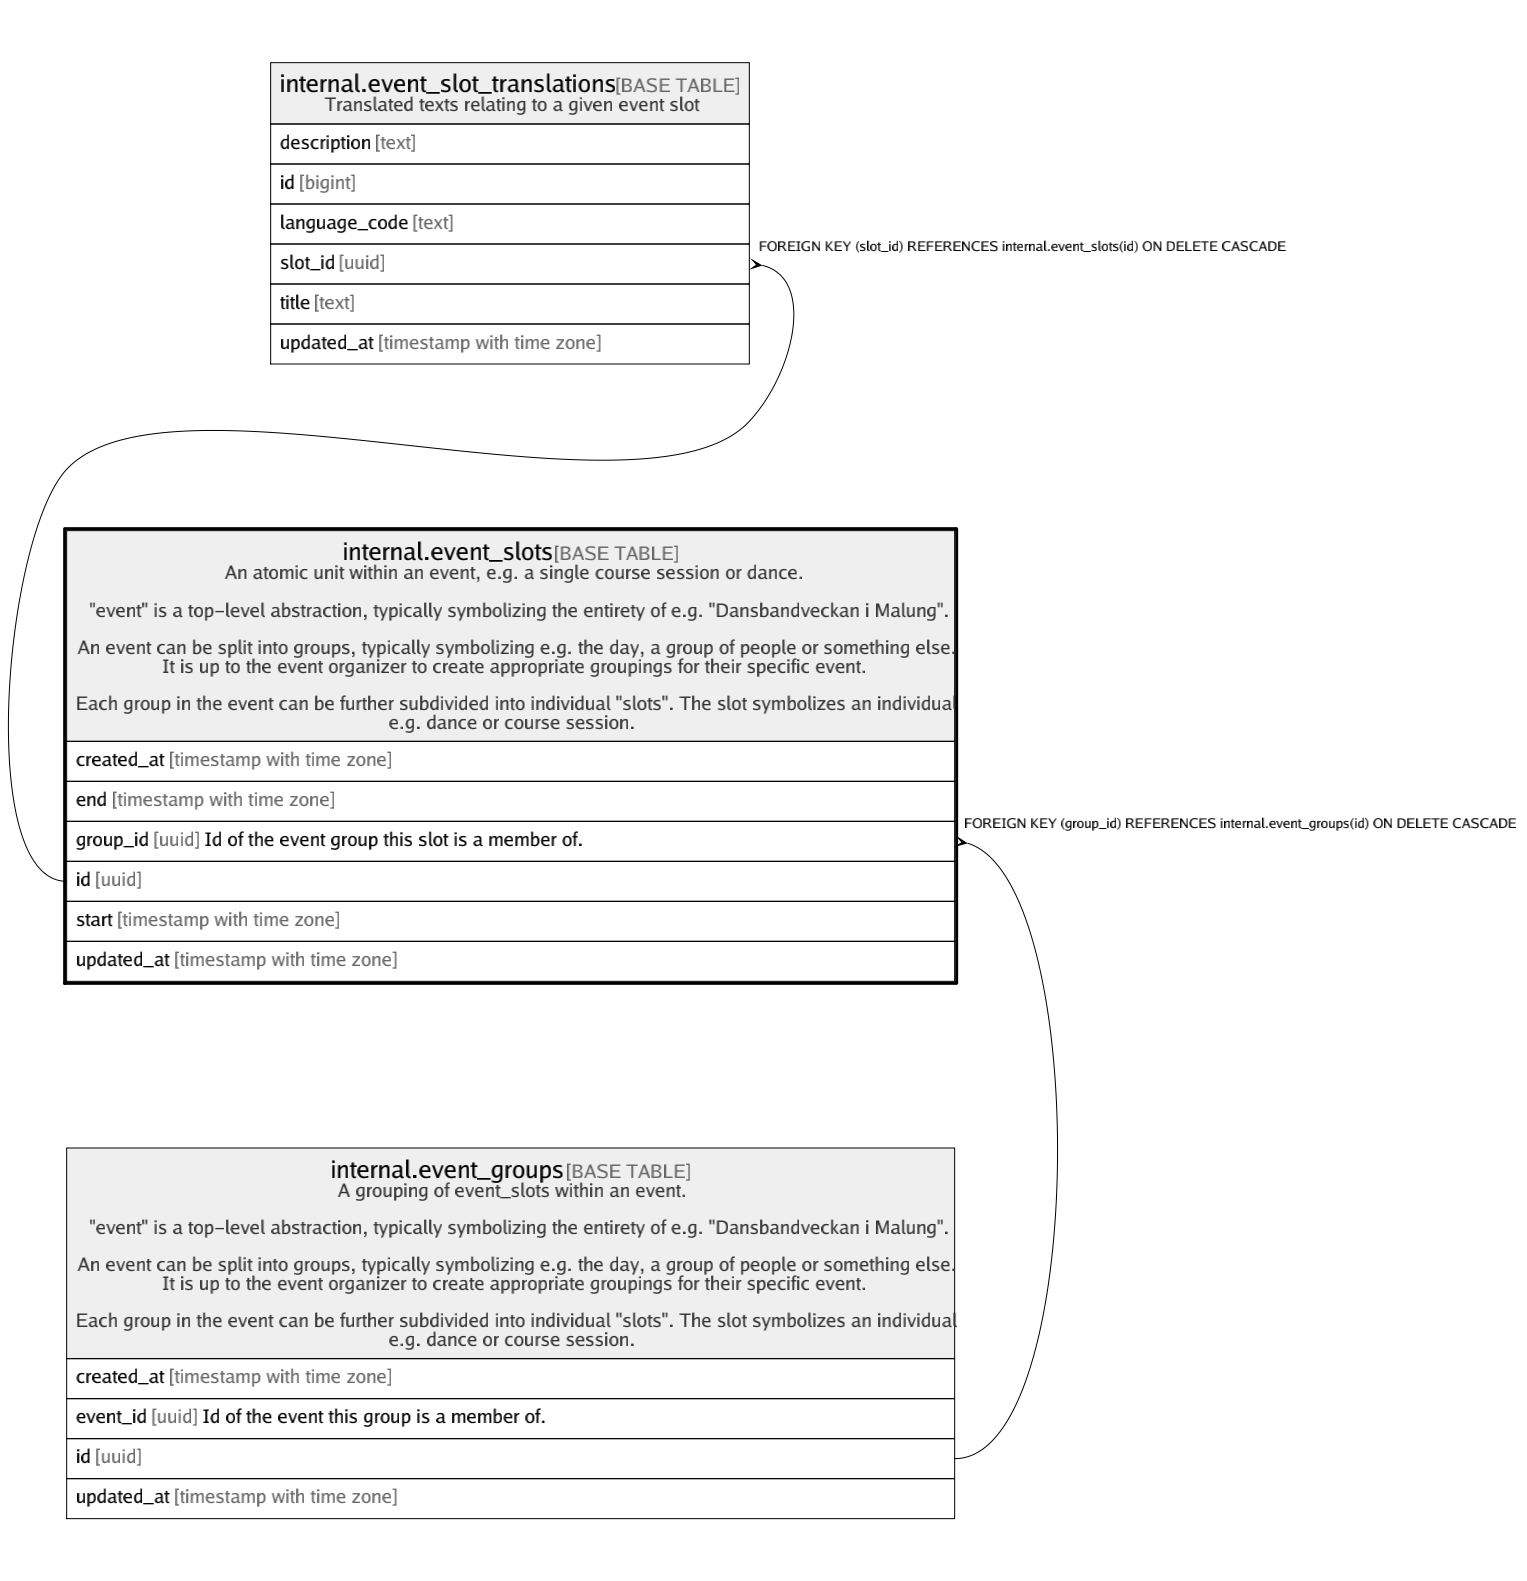 internal.event_slot_translations[BASE TABLE]
Translated texts relating to a given event slot
description [text]
id [bigint]
language_code [text]
FOREIGN KEY (slot_id) REFERENCES internal.event_slots(id) ON DELETE CASCADE
slot_id [uuid]
title [text]
updated_at [timestamp with time zone]
internal.event_slots[BASE TABLE]
An atomic unit within an event, e.g. a single course session or dance.
"event" is a top-level abstraction, typically symbolizing the entirety of e.g. "Dansbandveckan i Malung".
An event can be split into groups, typically symbolizing e.g. the day, a group of people or something else.
It is up to the event organizer to create appropriate groupings for their specific event.
Each group in the event can be further subdivided into individual "slots". The slot symbolizes an individual
e.g. dance or course session.
created_at [timestamp with time zone]
end [timestamp with time zone]
FOREIGN KEY (group_id) REFERENCES internal.event_groups(id) ON DELETE CASCADE
group_id [uuid] Id of the event group this slot is a member of.
id [uuid]
start [timestamp with time zone]
updated_at [timestamp with time zone]
internal.event_groups[BASE TABLE]
A grouping of event_slots within an event.
"event" is a top-level abstraction, typically symbolizing the entirety of e.g. "Dansbandveckan i Malung".
An event can be split into groups, typically symbolizing e.g. the day, a group of people or something else.
It is up to the event organizer to create appropriate groupings for their specific event.
Each group in the event can be further subdivided into individual "slots". The slot symbolizes an individual
e.g. dance or course session.
created_at [timestamp with time zone]
event_id [uuid] Id of the event this group is a member of.
id [uuid]
updated_at [timestamp with time zone]